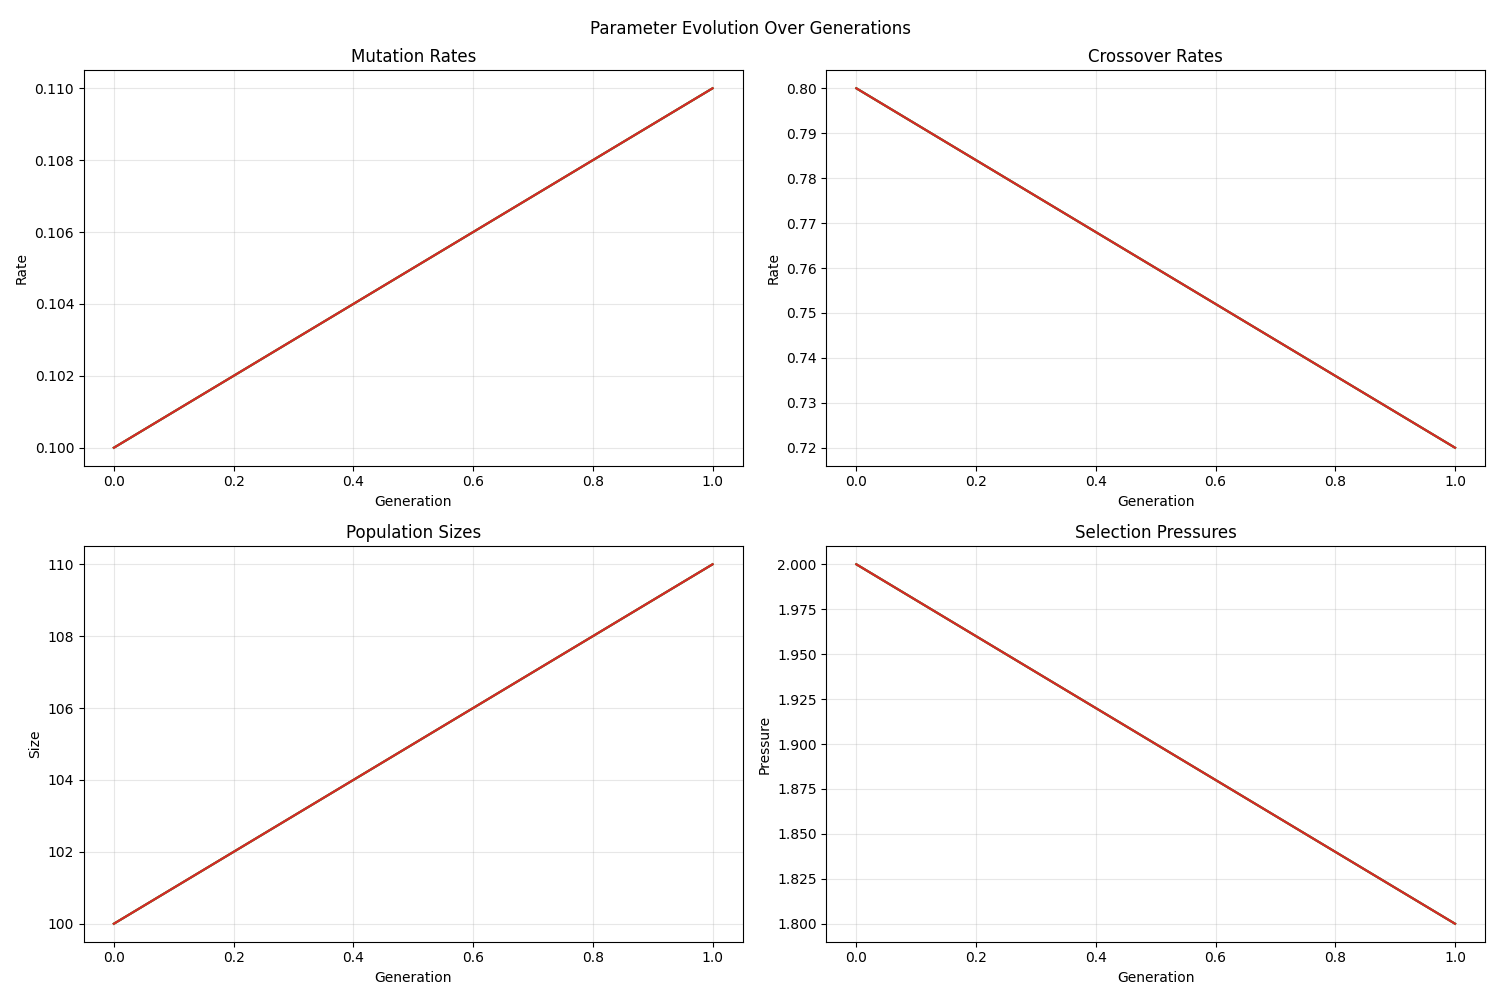 Parameter Evolution Over Generations
Mutation Rates
0.110
0.108
0.106
0.104
0.102
0.100
Rate
0.0 0.2 0.4 0.6 0.8 1.0
Generation
Crossover Rates
0.80
0.79
0.78
0.77
0.76
0.75
0.74
0.73
0.72
Rate
0.0 0.2 0.4 0.6 0.8 1.0
Generation
Population Sizes
110
108
106
104
102
100
Size
0.0 0.2 0.4 0.6 0.8 1.0
Generation
Selection Pressures
2.000
1.975
1.950
1.925
1.900
1.875
1.850
1.825
1.800
Pressure
0.0 0.2 0.4 0.6 0.8 1.0
Generation